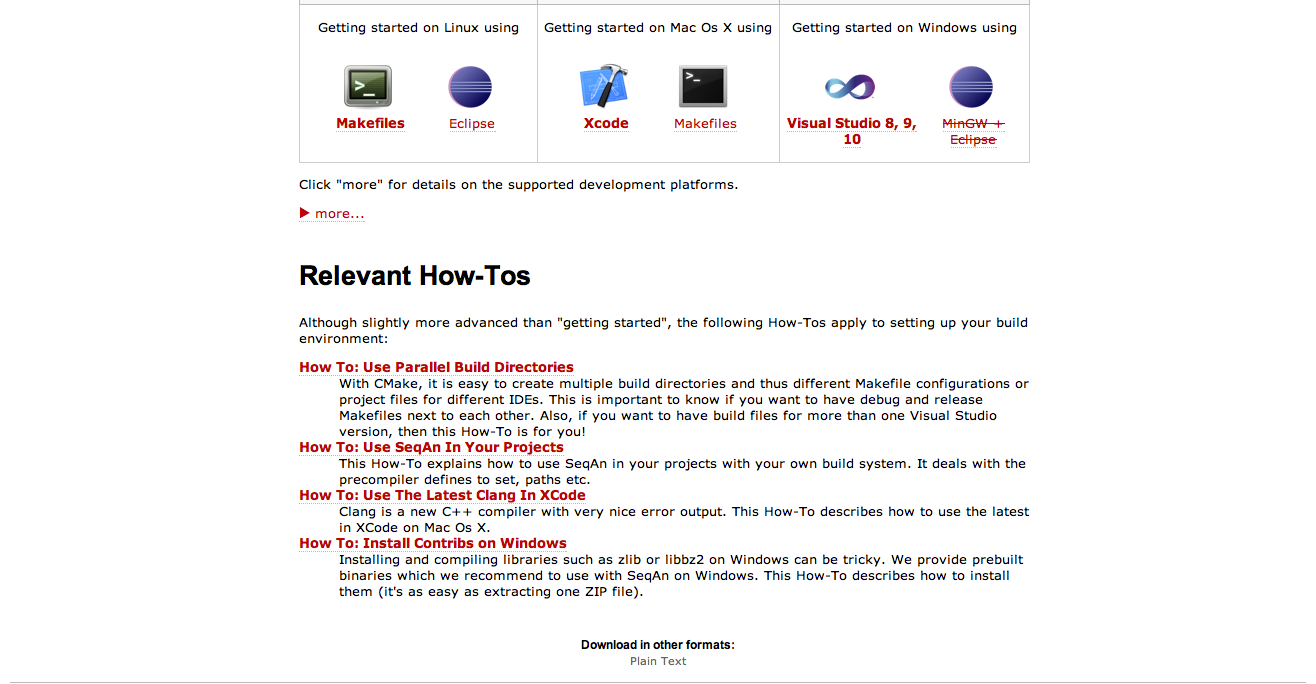 Getting started on Linux using
Getting started on Mac Os X using
Getting started on Windows using
>_
>_
Makefiles
Eclipse
Xcode
Makefiles
Visual Studio 8, 9,
10
MinGW +
Eclipse
Click "more" for details on the supported development platforms.
more...
Relevant How-Tos
Although slightly more advanced than "getting started", the following How-Tos apply to setting up your build
environment:
How To: Use Parallel Build Directories
With CMake, it is easy to create multiple build directories and thus different Makefile configurations or
project files for different IDEs. This is important to know if you want to have debug and release
Makefiles next to each other. Also, if you want to have build files for more than one Visual Studio
version, then this How-To is for you!
How To: Use SeqAn In Your Projects
This How-To explains how to use SeqAn in your projects with your own build system. It deals with the
precompiler defines to set, paths etc.
How To: Use The Latest Clang In XCode
Clang is a new C++ compiler with very nice error output. This How-To describes how to use the latest
in XCode on Mac Os X.
How To: Install Contribs on Windows
Installing and compiling libraries such as zlib or libbz2 on Windows can be tricky. We provide prebuilt
binaries which we recommend to use with SeqAn on Windows. This How-To describes how to install
them (it's as easy as extracting one ZIP file).
Download in other formats:
Plain Text